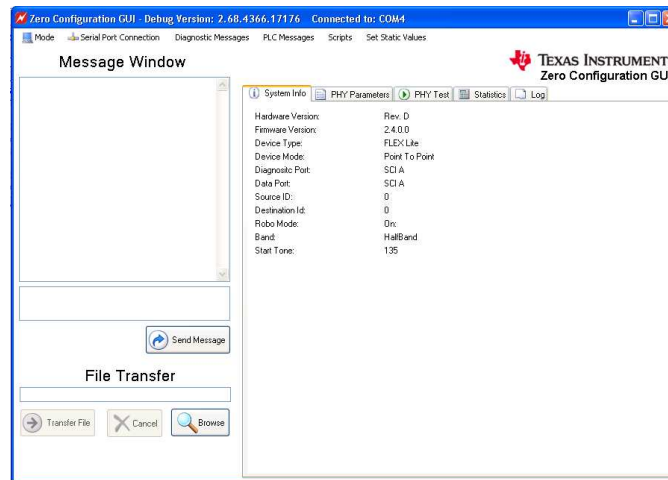 Zero Configuration GUI - Debug Version: 2.68.4366.17176 Connected to: COM4
Mode Serial Port Connection Diagnostic Messages PLC Messages Scripts Set Static Values
Message Window
TEXAS INSTRUMENT
Zero Configuration GU
System Info PHY Parameters PHY Test Statistics Log
Hardware Version: Rev. D
Firmware Version: 2.4.0.0
Device Type: FLEX Lite
Device Mode: Point To Point
Diagnositc Port: SCI A
Data Port: SCI A
Source ID: 0
Destination Id: 0
Robo Mode: On:
Band: HalfBand
Start Tone: 135
Send Message
File Transfer
Transfer File Cancel Browse